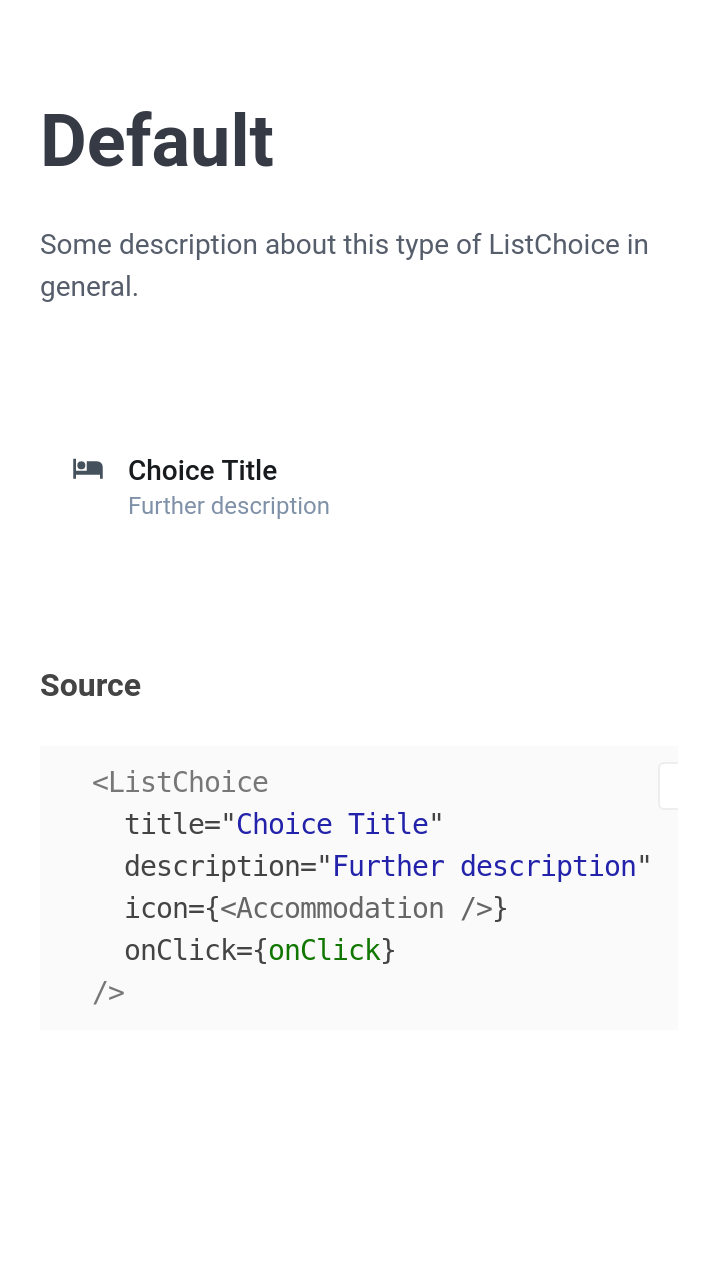 Default
Some description about this type of ListChoice in
general.
Choice Title
Further description
Source
<ListChoice
  title="Choice Title"
  description="Further description"
  icon={<Accommodation />}
  onClick={onClick}
/>